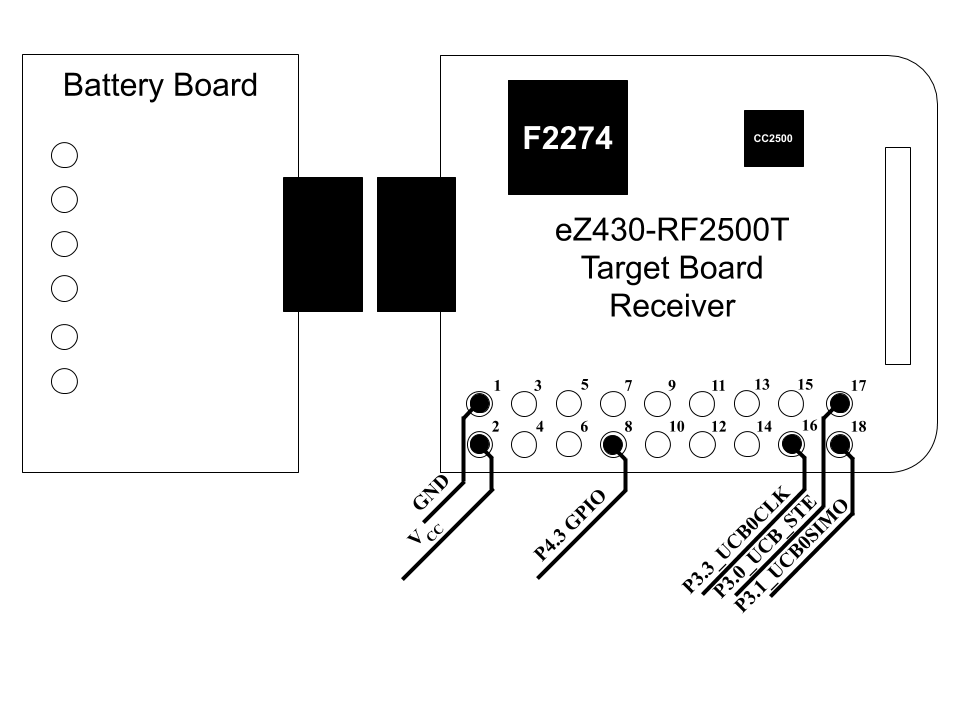 Battery Board
F2274
CC2500
eZ430-RF2500T
Target Board
Receiver
1 3 5 7 9 11 13 15 17
2 4 6 8 10 12 14 16 18
GND
VCC
P4.3 GPIO
P3.3_UCB0CLK
P3.0_UCB_STE
P3.1_UCB0SIMO